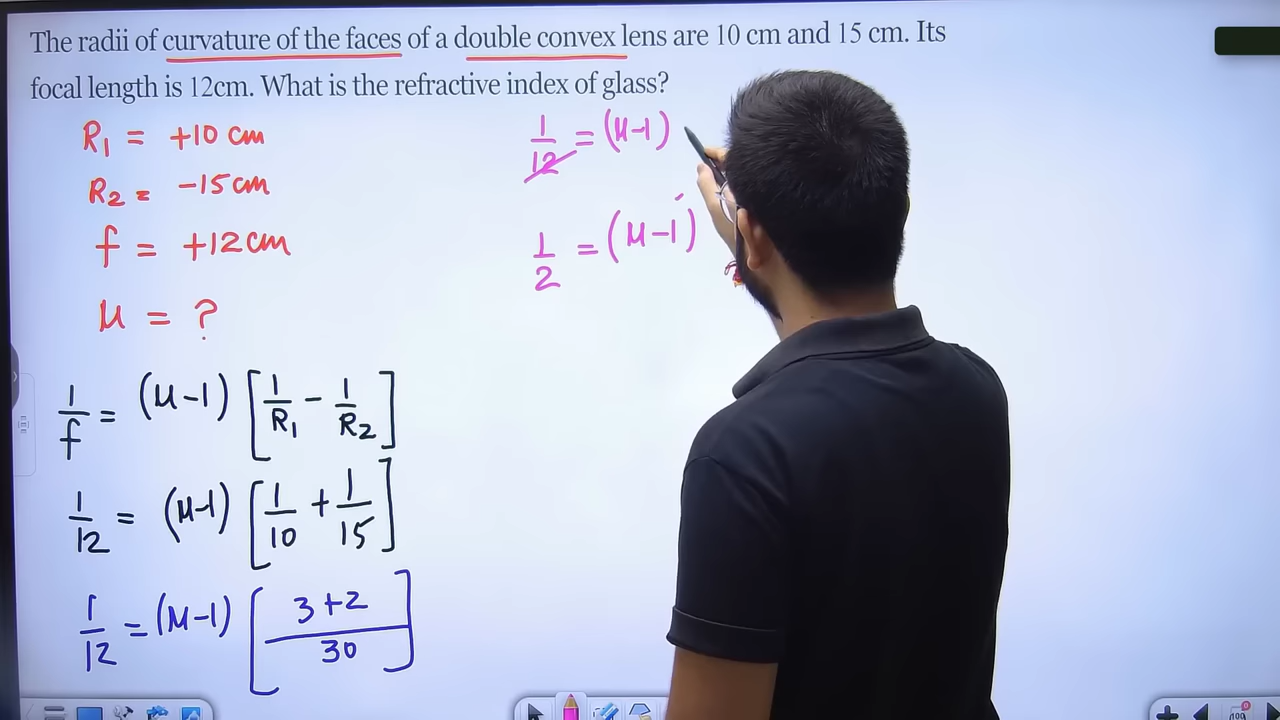 The radii of curvature of the faces of a double convex lens are 10 cm and 15 cm. Its
focal length is 12cm. What is the refractive index of glass?
R₁ = +10 cm
R₂ = -15 cm
f = +12 cm
μ = ?
1/f = (μ-1) [1/R₁ - 1/R₂]
1/12 = (μ-1) [1/10 + 1/15]
1/12 = (μ-1) [3+2/30]
1/12 = (μ-1)
1/2 = (μ-1)